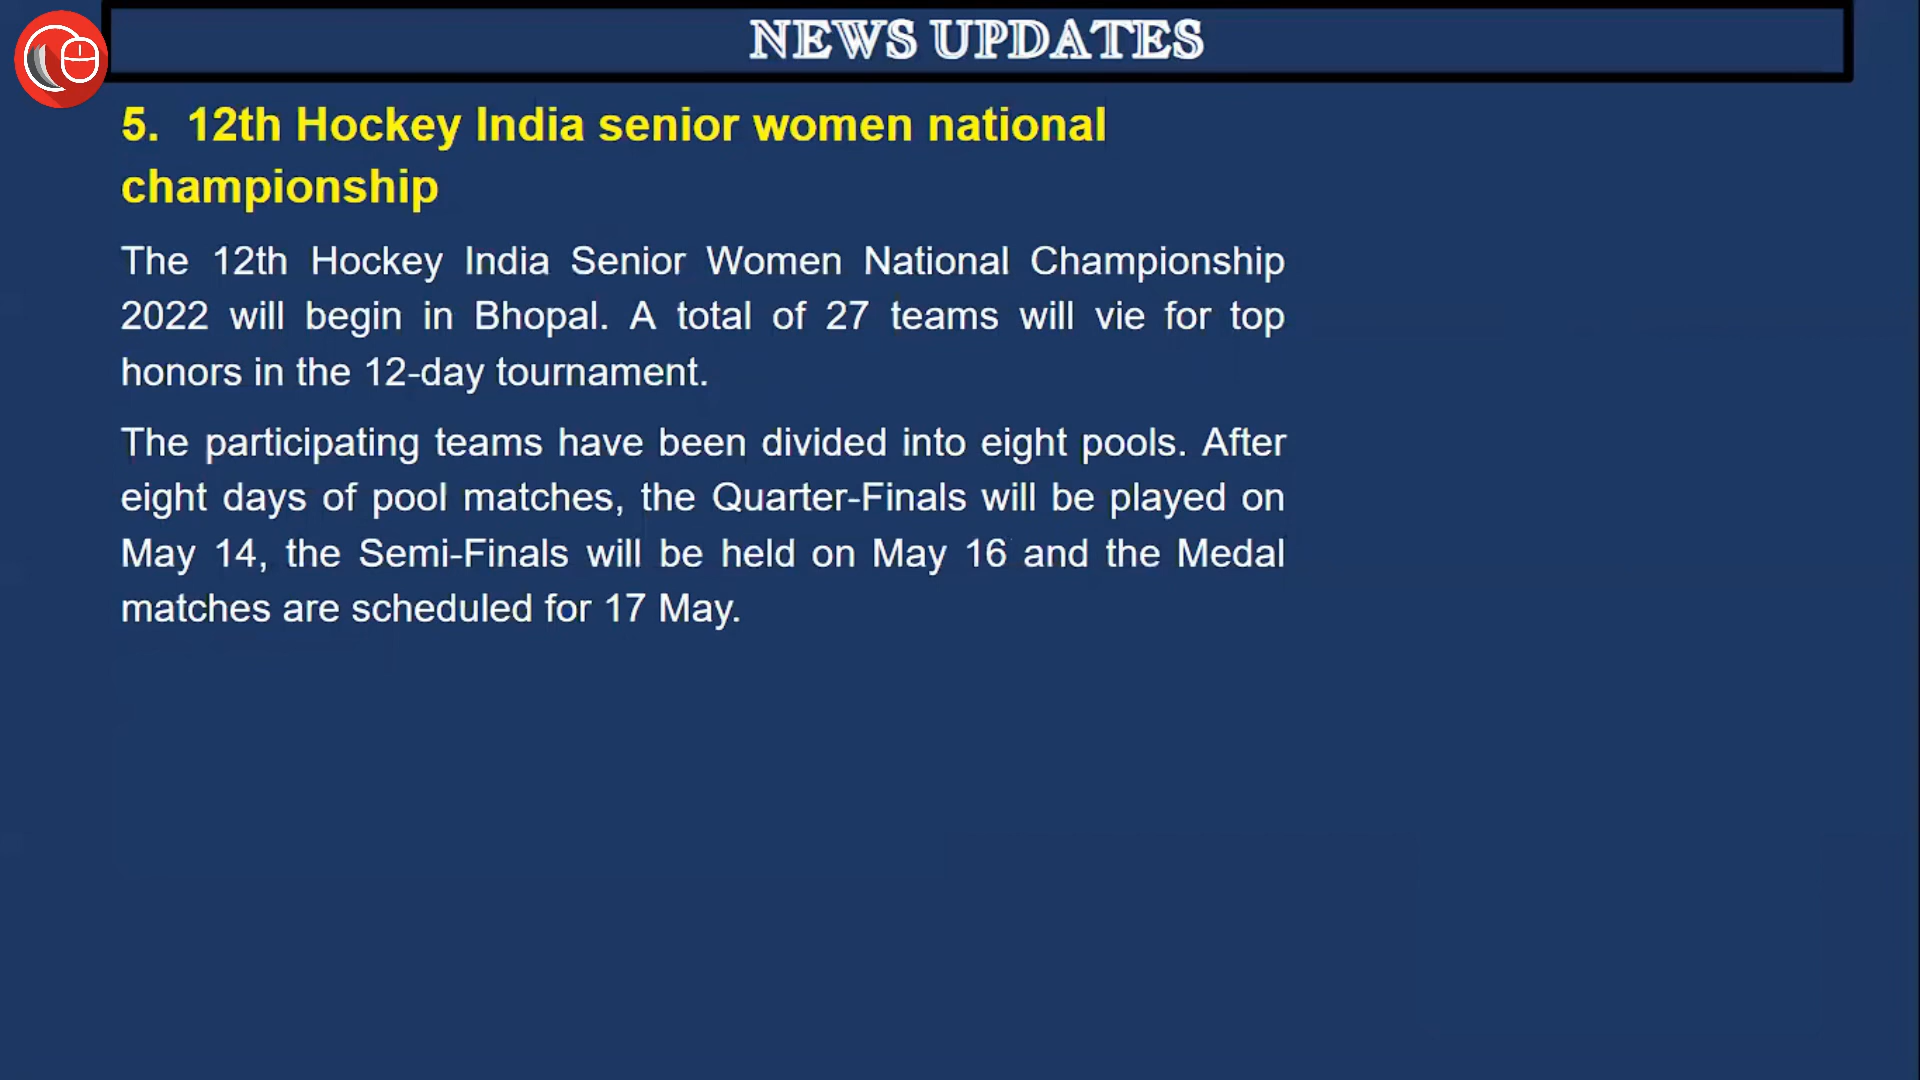 NEWS UPDATES
5. 12th Hockey India senior women national
championship
The 12th Hockey India Senior Women National Championship
2022 will begin in Bhopal. A total of 27 teams will vie for top
honors in the 12-day tournament.
The participating teams have been divided into eight pools. After
eight days of pool matches, the Quarter-Finals will be played on
May 14, the Semi-Finals will be held on May 16 and the Medal
matches are scheduled for 17 May.